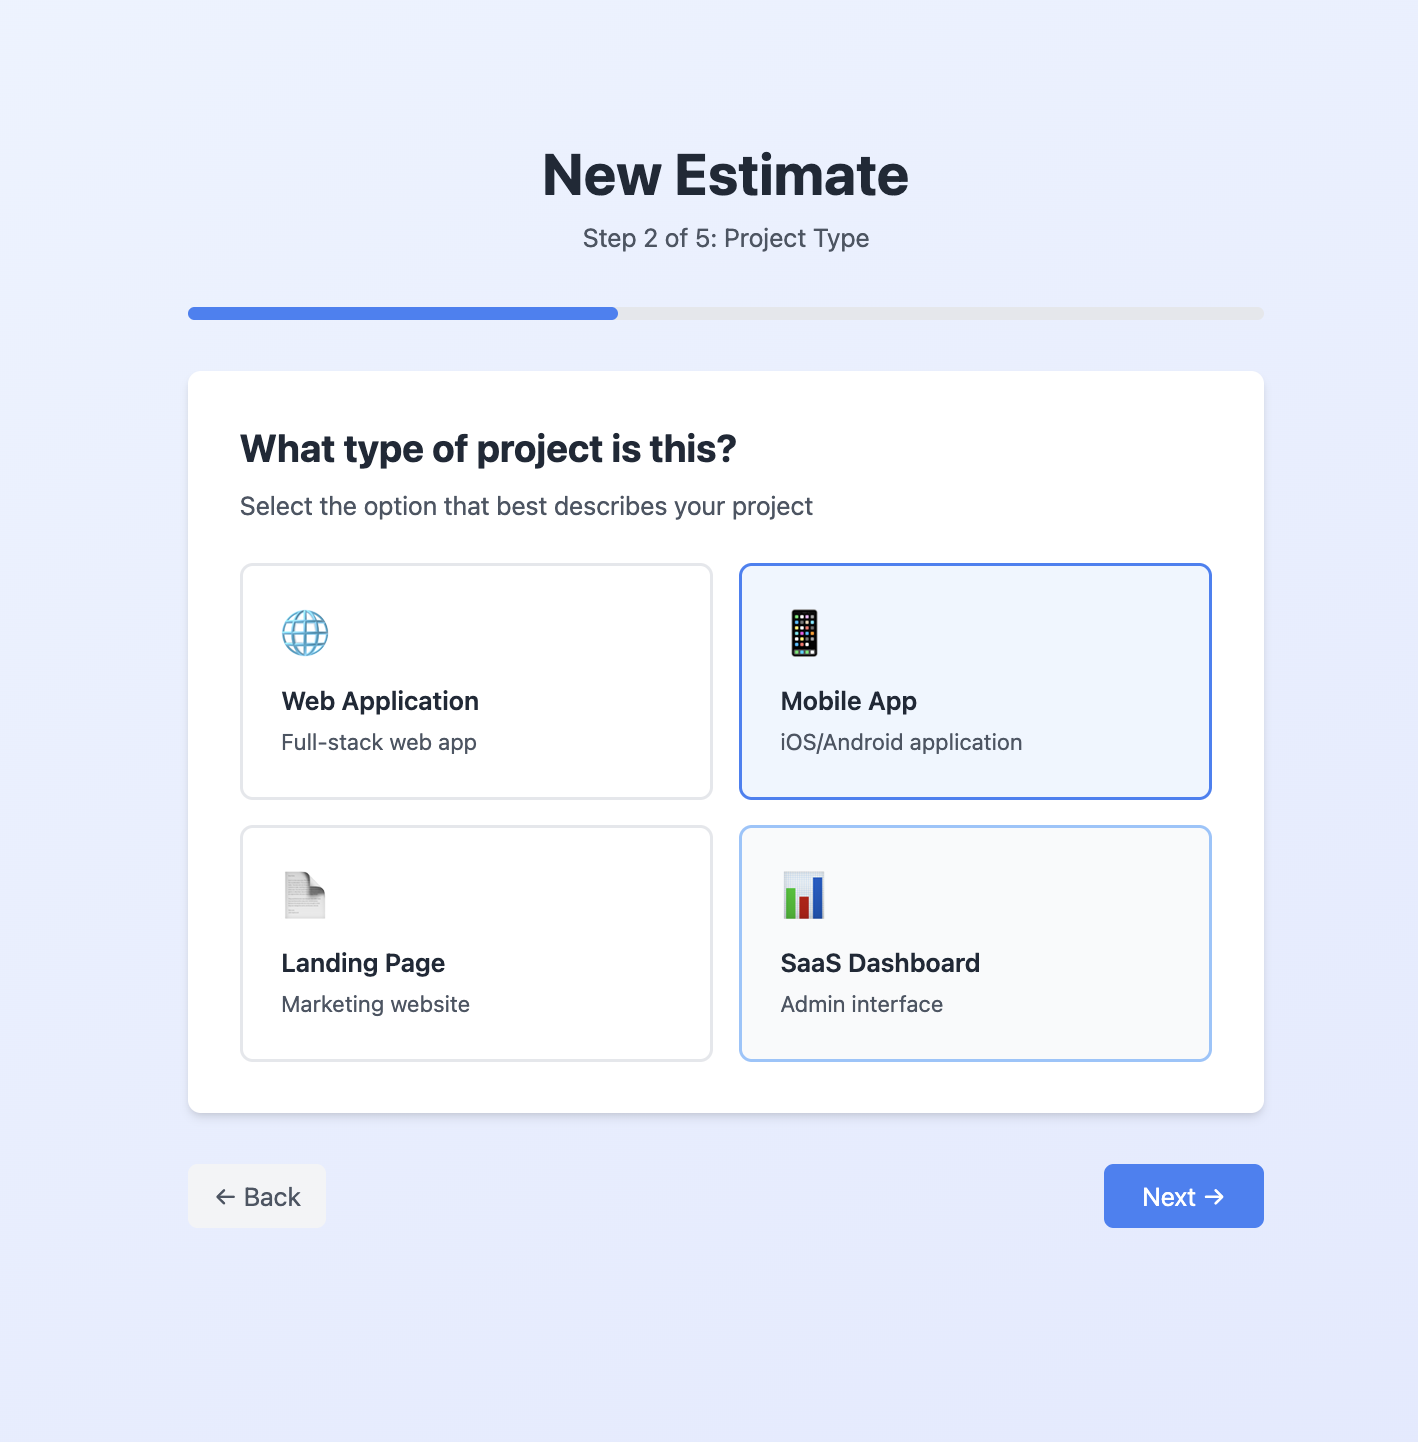 New Estimate
Step 2 of 5: Project Type
What type of project is this?
Select the option that best describes your project
Web Application
Full-stack web app
Mobile App
iOS/Android application
Landing Page
Marketing website
SaaS Dashboard
Admin interface
← Back
Next →